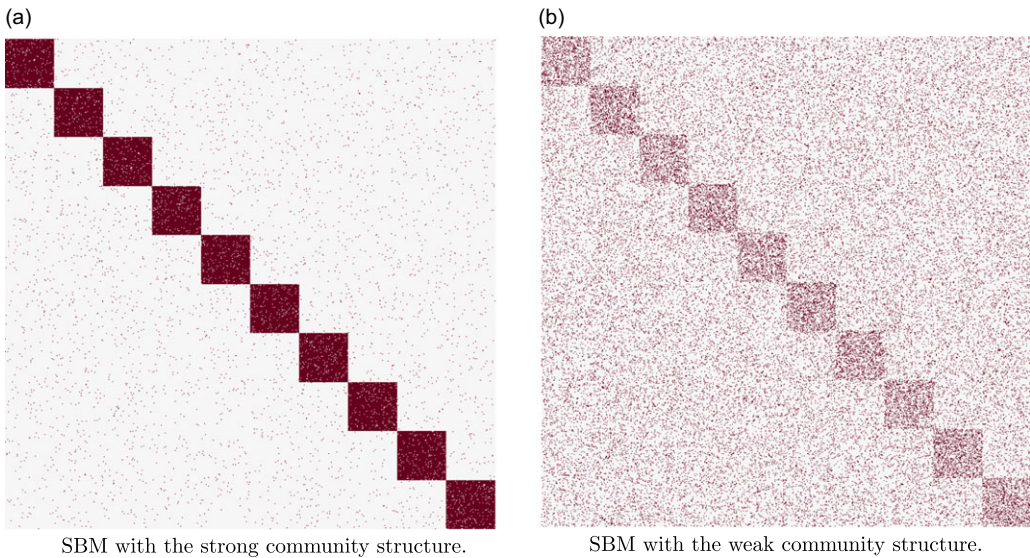 (a)
(b)
SBM with the strong community structure.
SBM with the weak community structure.